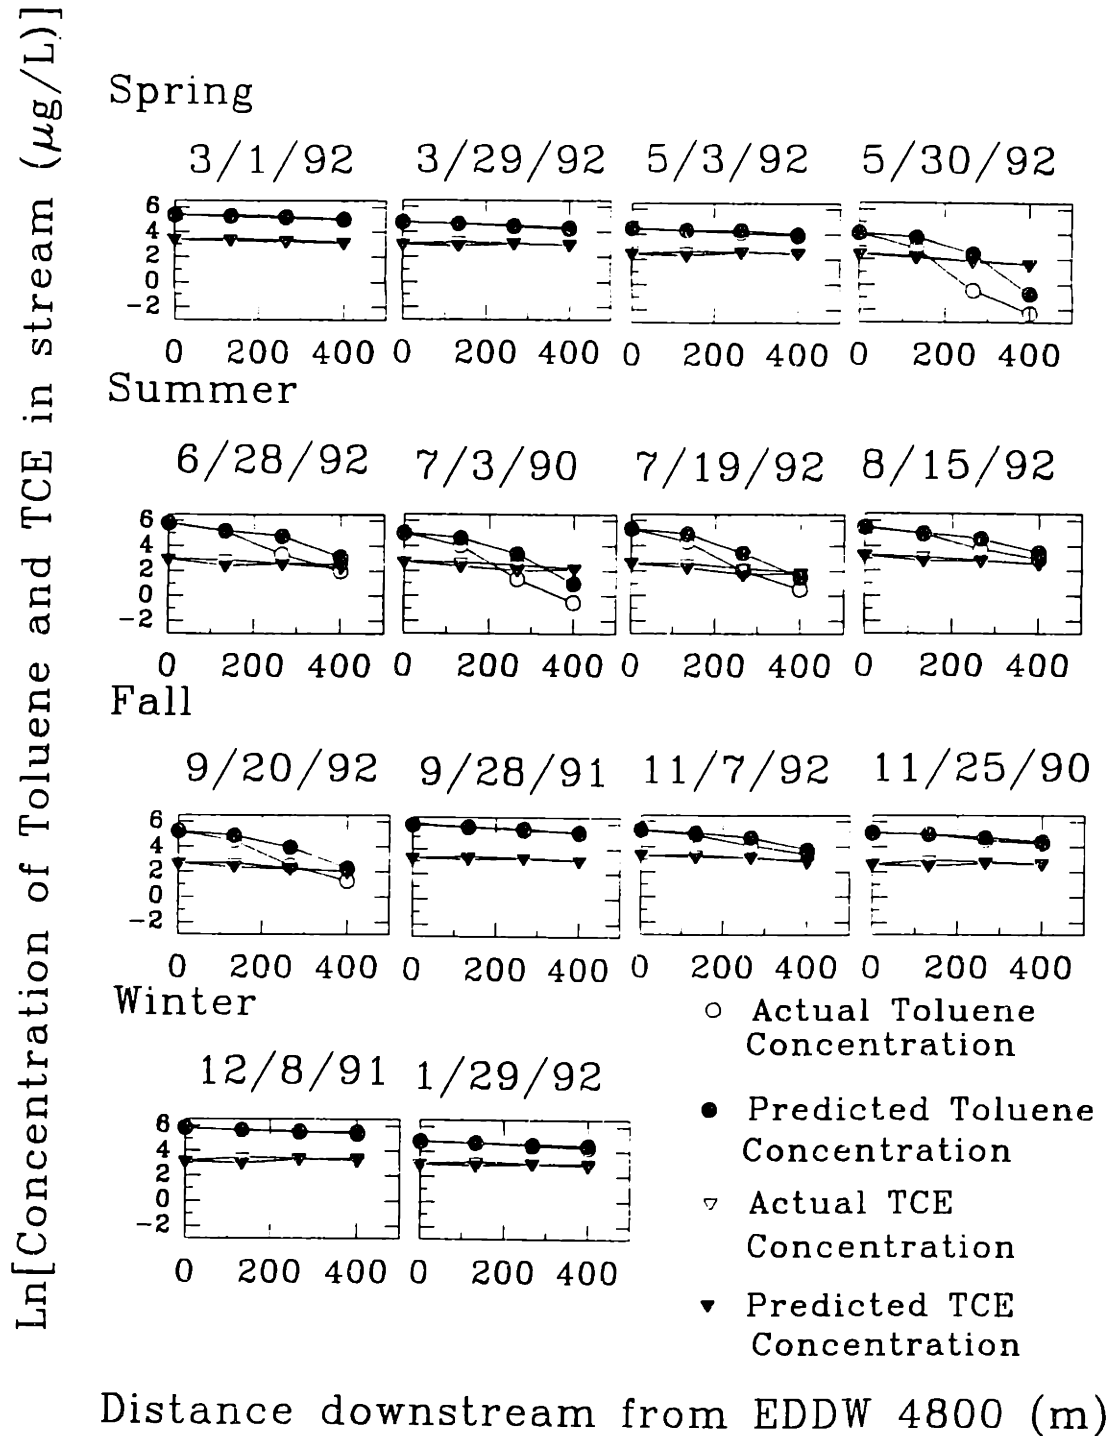 Ln[Concentration of Toluene and TCE in stream (μg/L)]
Spring
3/1/92 3/29/92 5/3/92 5/30/92
6
4
2
0
-2
0 200 400 0 200 400 0 200 400 0 200 400
Summer
6/28/92 7/3/90 7/19/92 8/15/92
6
4
2
0
-2
0 200 400 0 200 400 0 200 400 0 200 400
Fall
9/20/92 9/28/91 11/7/92 11/25/90
6
4
2
0
-2
0 200 400 0 200 400 0 200 400 0 200 400
Winter
12/8/91 1/29/92
6
4
2
0
-2
0 200 400 0 200 400
Actual Toluene
Concentration
Predicted Toluene
Concentration
Actual TCE
Concentration
Predicted TCE
Concentration
Distance downstream from EDDW 4800 (m)